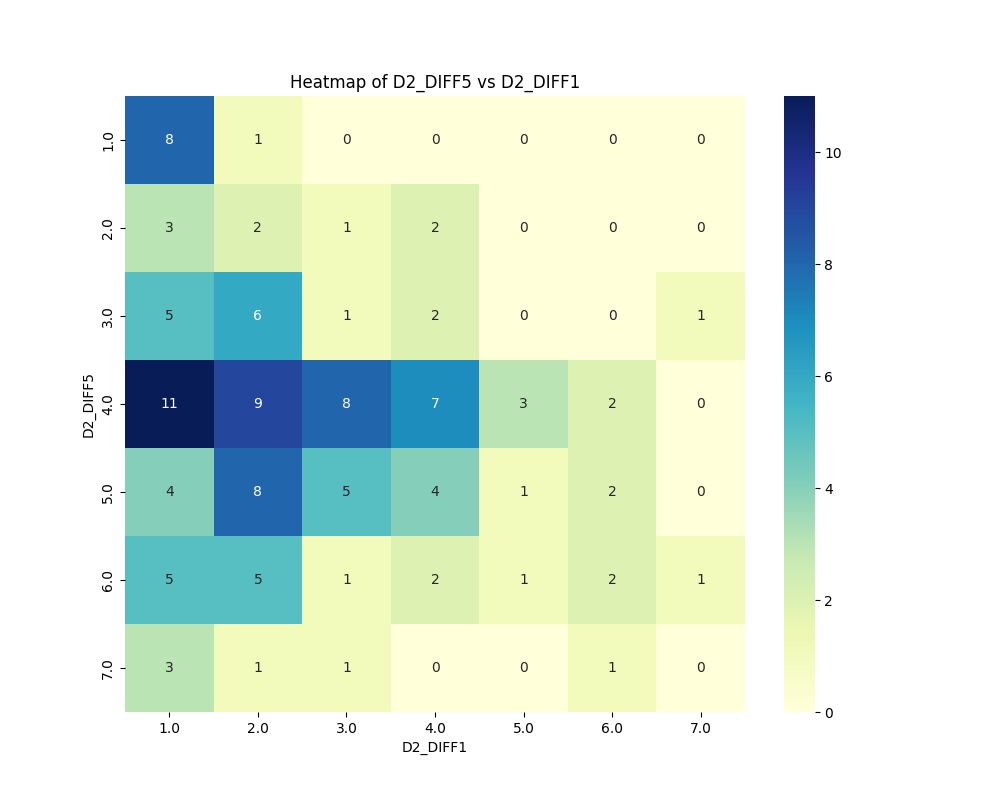 Heatmap of D2_DIFF5 vs D2_DIFF1
1.0 8 1 0 0 0 0 0
2.0 3 2 1 2 0 0 0
3.0 5 6 1 2 0 0 1
4.0 11 9 8 7 3 2 0
5.0 4 8 5 4 1 2 0
6.0 5 5 1 2 1 2 1
7.0 3 1 1 0 0 1 0
1.0 2.0 3.0 4.0 5.0 6.0 7.0
D2_DIFF1
D2_DIFF5
10
8
6
4
2
0